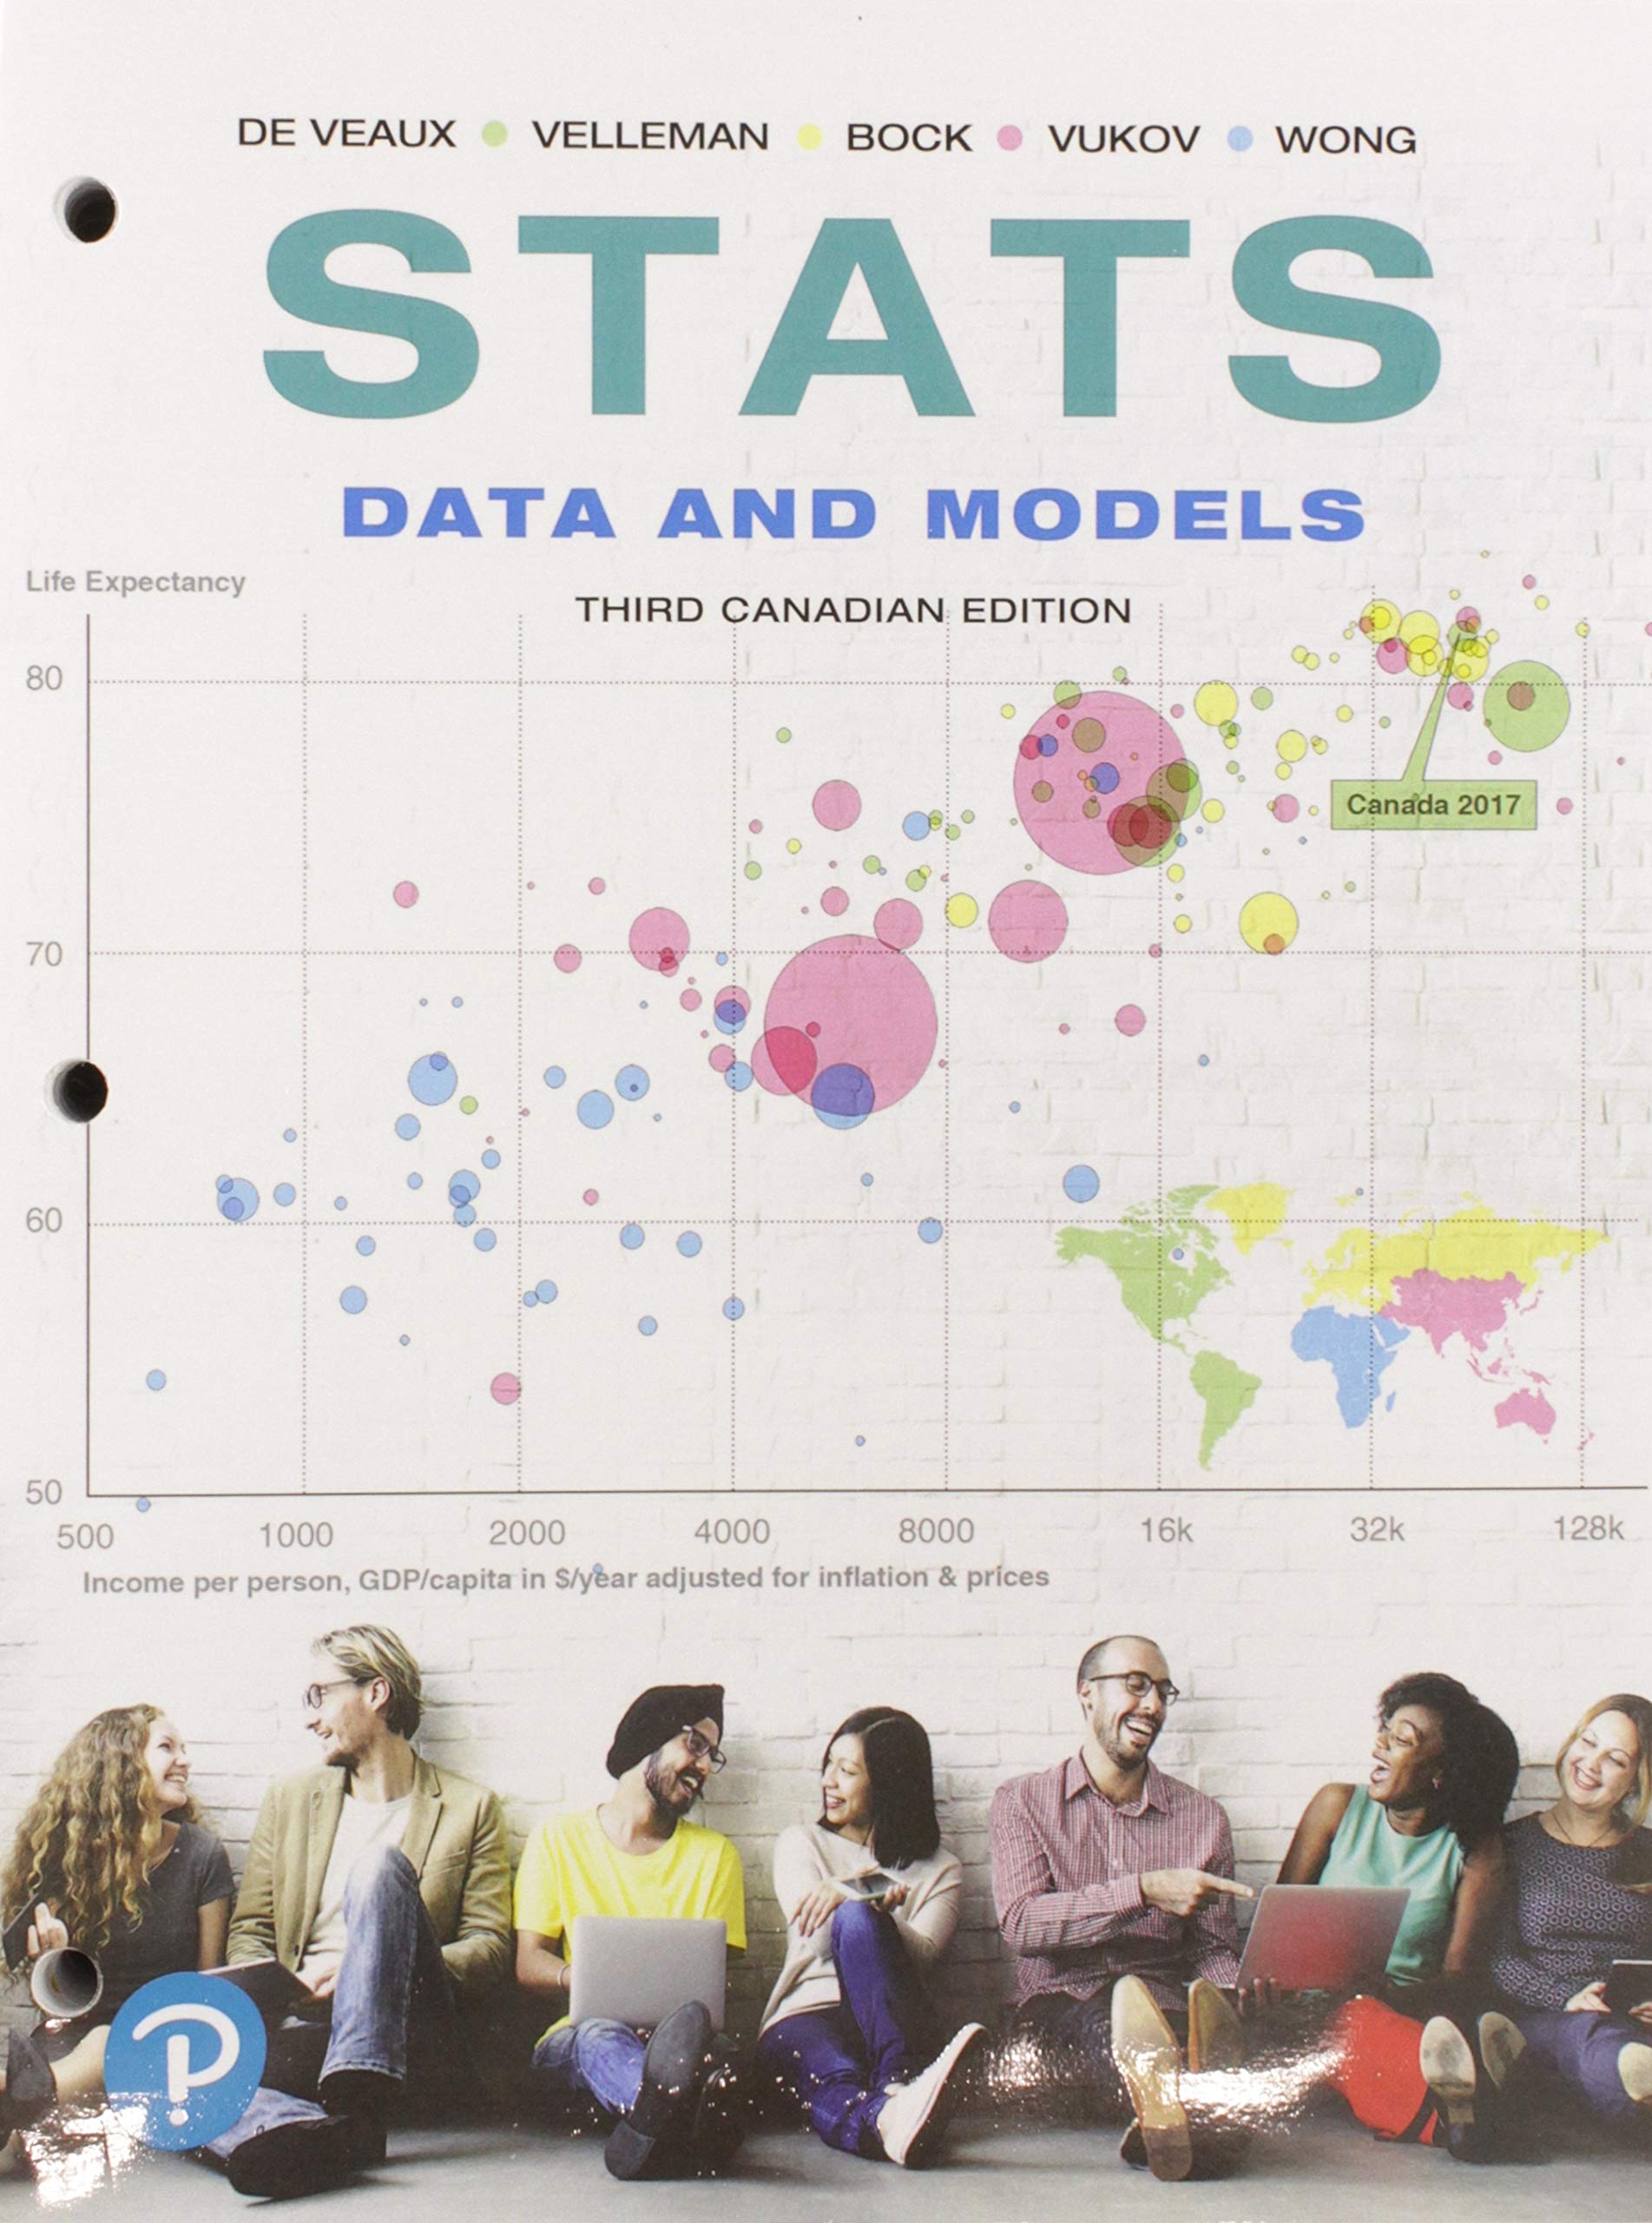 DE VEAUX VELLEMAN BOCK VUKOV WONG
STATS
DATA AND MODELS
Life Expectancy
THIRD CANADIAN EDITION
80
Canada 2017
70
60
50
500 1000 2000 4000 8000 16k 32k 128k
Income per person, GDP/capita in $/year adjusted for inflation & prices
P